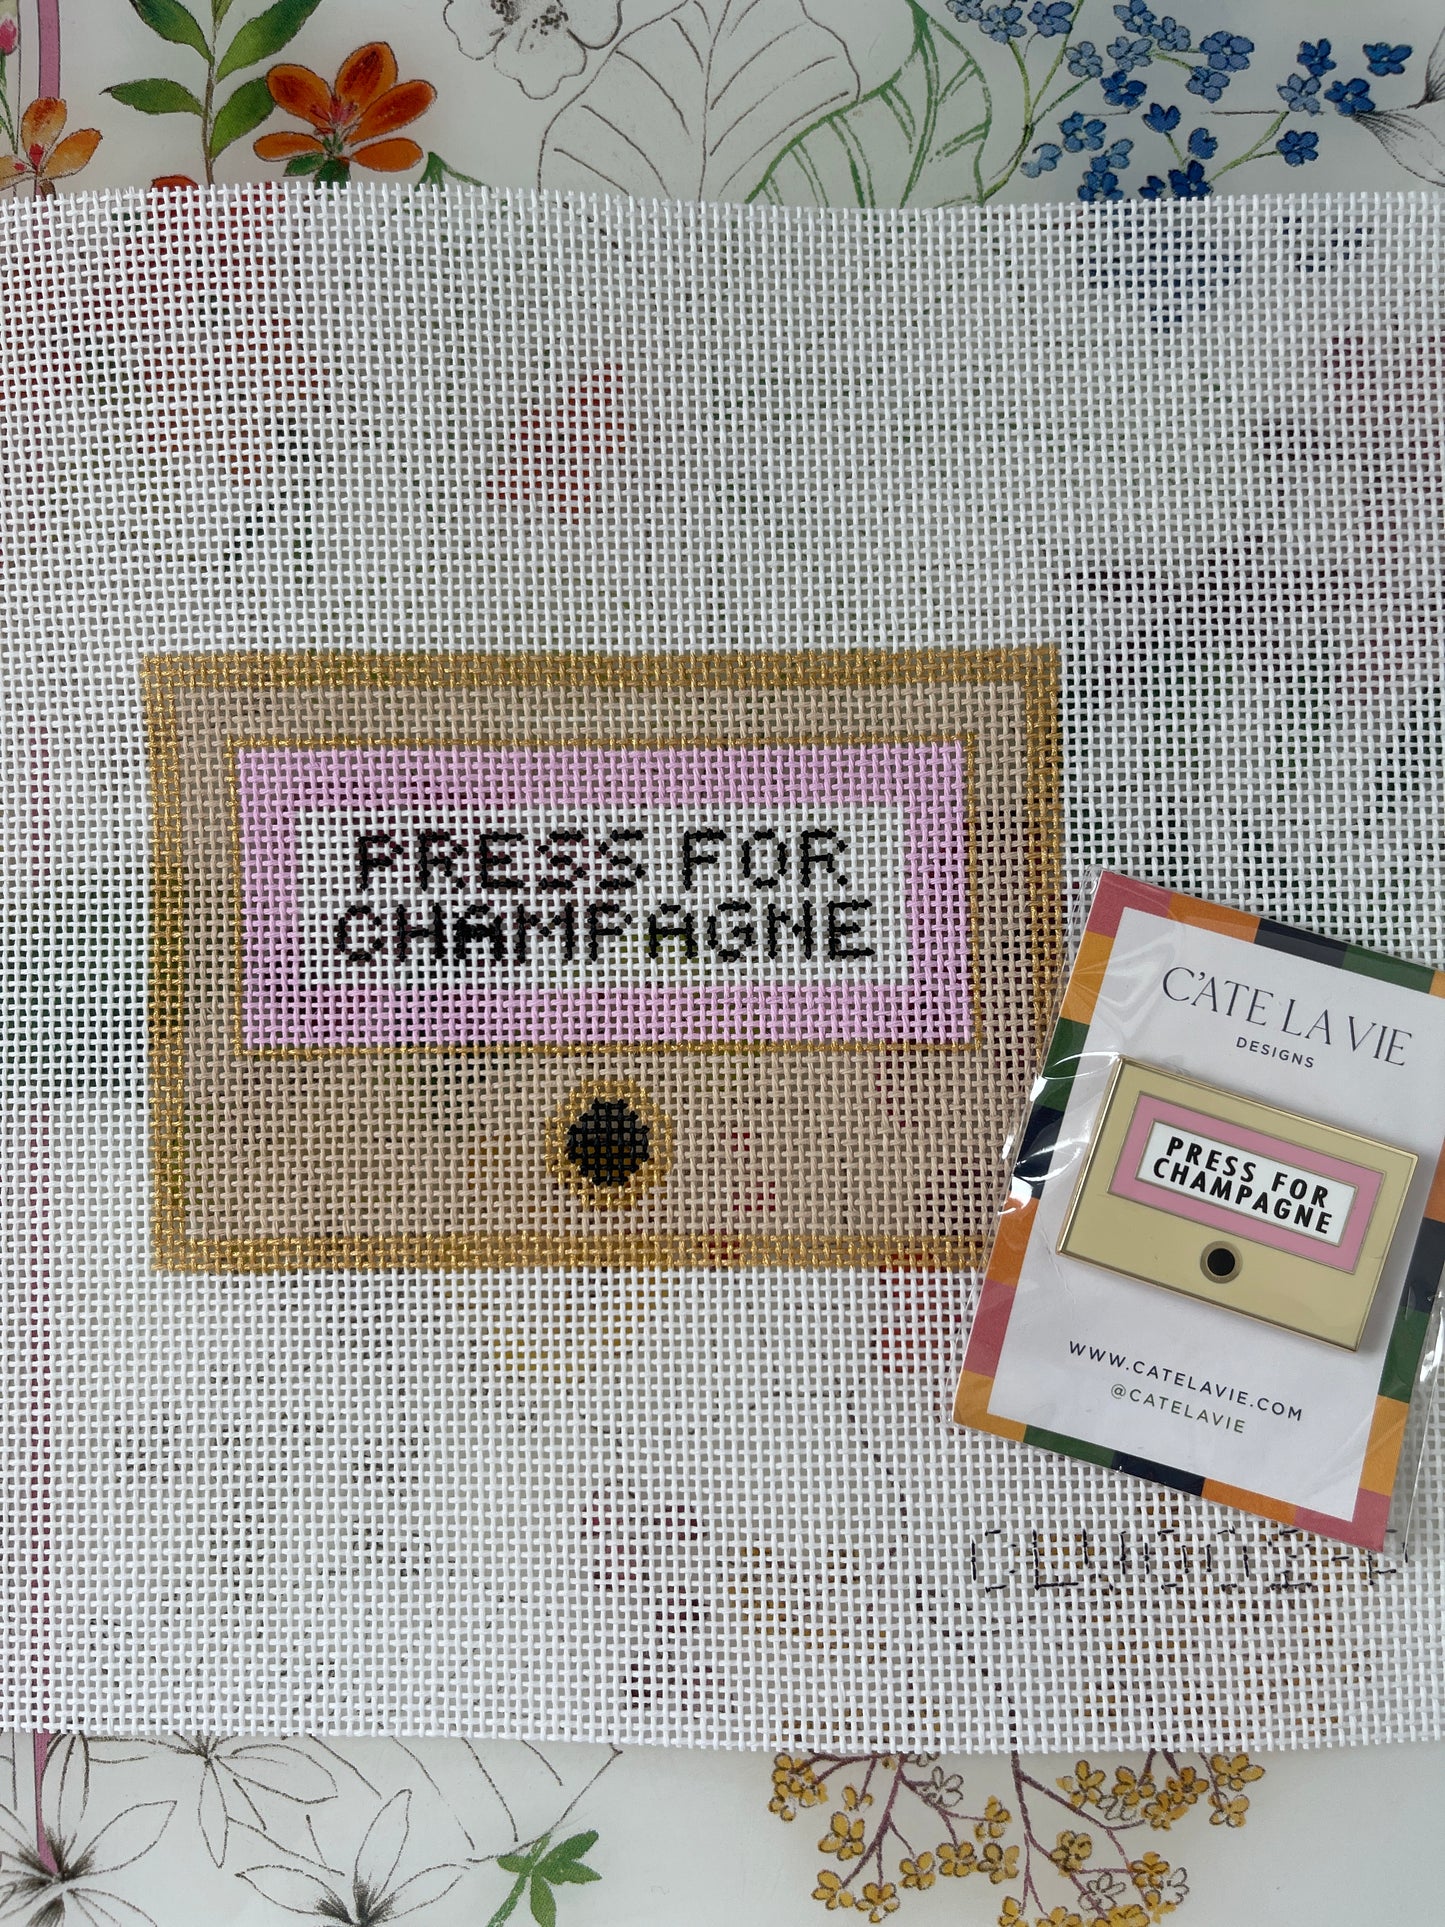 PRESS FOR
CHAMPAGNE
C'ATE LA VIE
DESIGNS
PRESS FOR
CHAMPAGNE
WWW.CATELAVIE.COM
@CATELAVIE